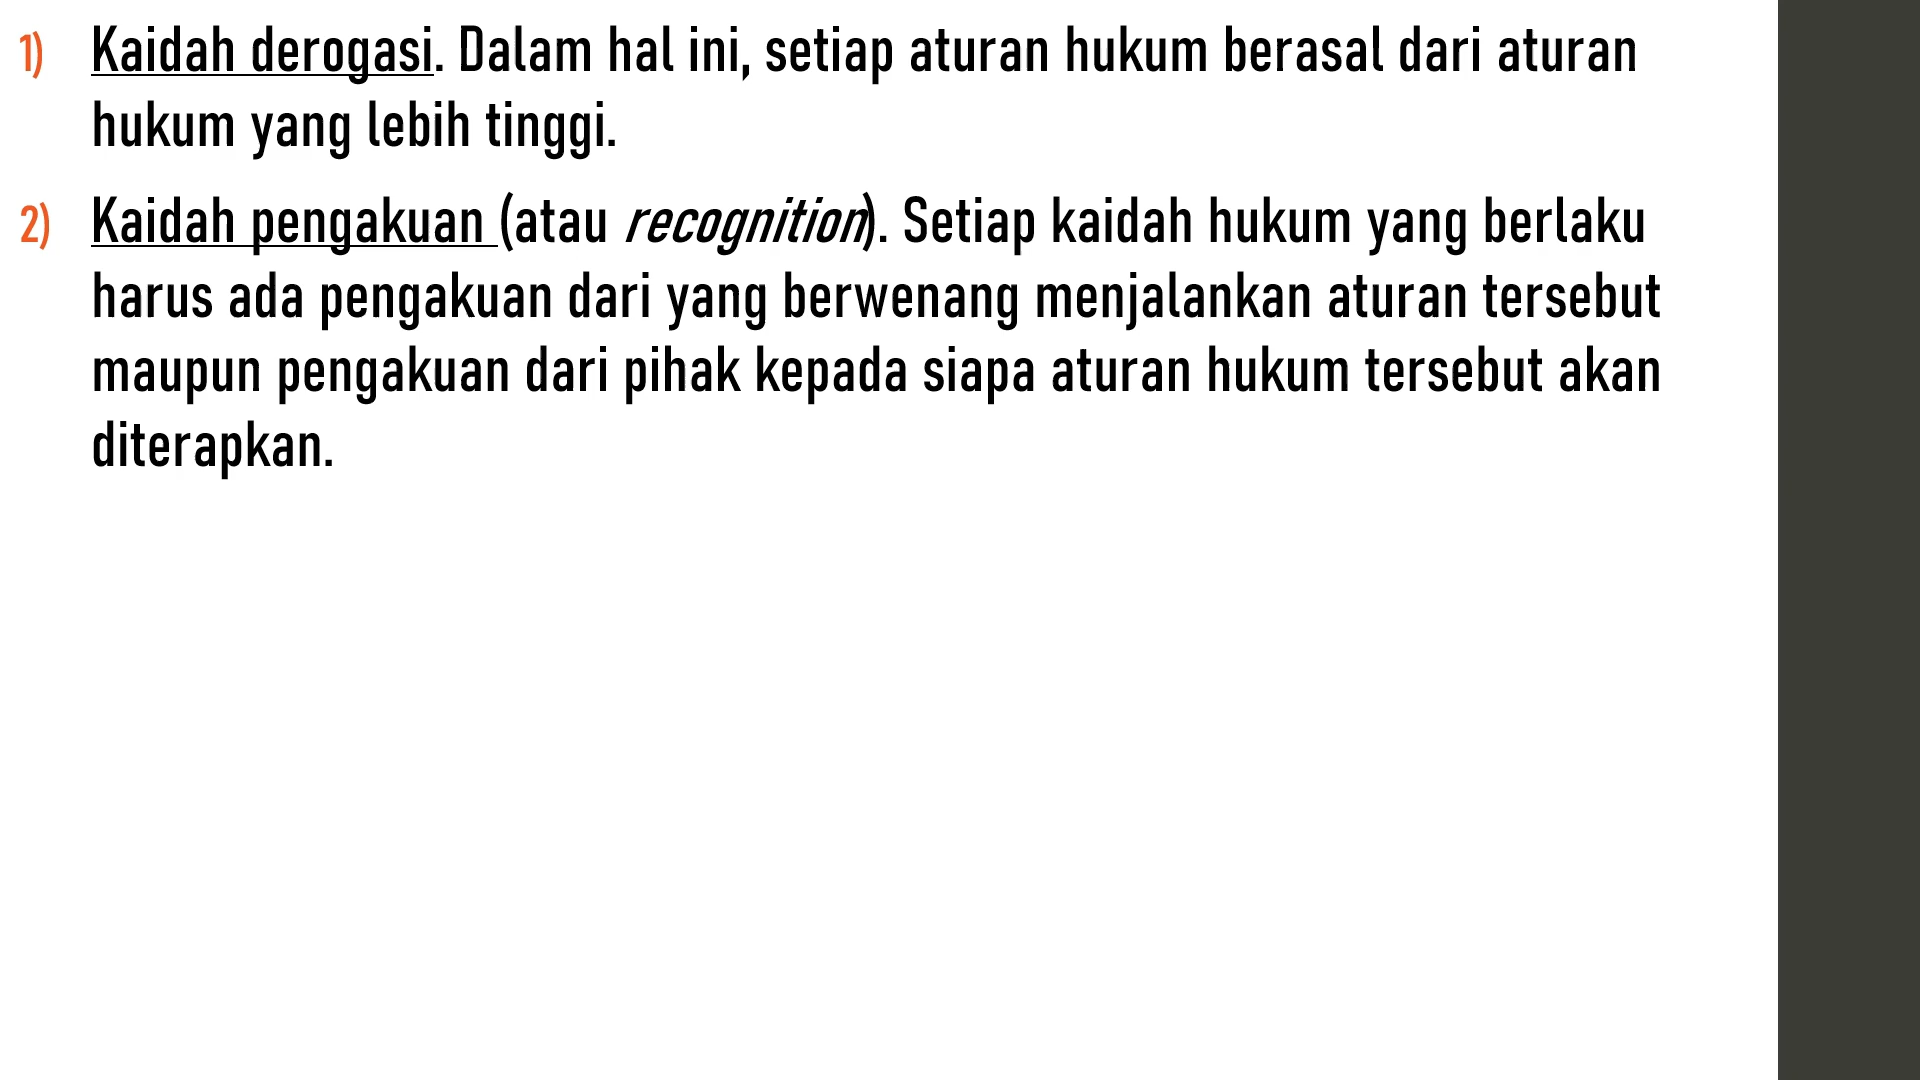 1) Kaidah derogasi. Dalam hal ini, setiap aturan hukum berasal dari aturan
hukum yang lebih tinggi.
2) Kaidah pengakuan (atau recognition). Setiap kaidah hukum yang berlaku
harus ada pengakuan dari yang berwenang menjalankan aturan tersebut
maupun pengakuan dari pihak kepada siapa aturan hukum tersebut akan
diterapkan.